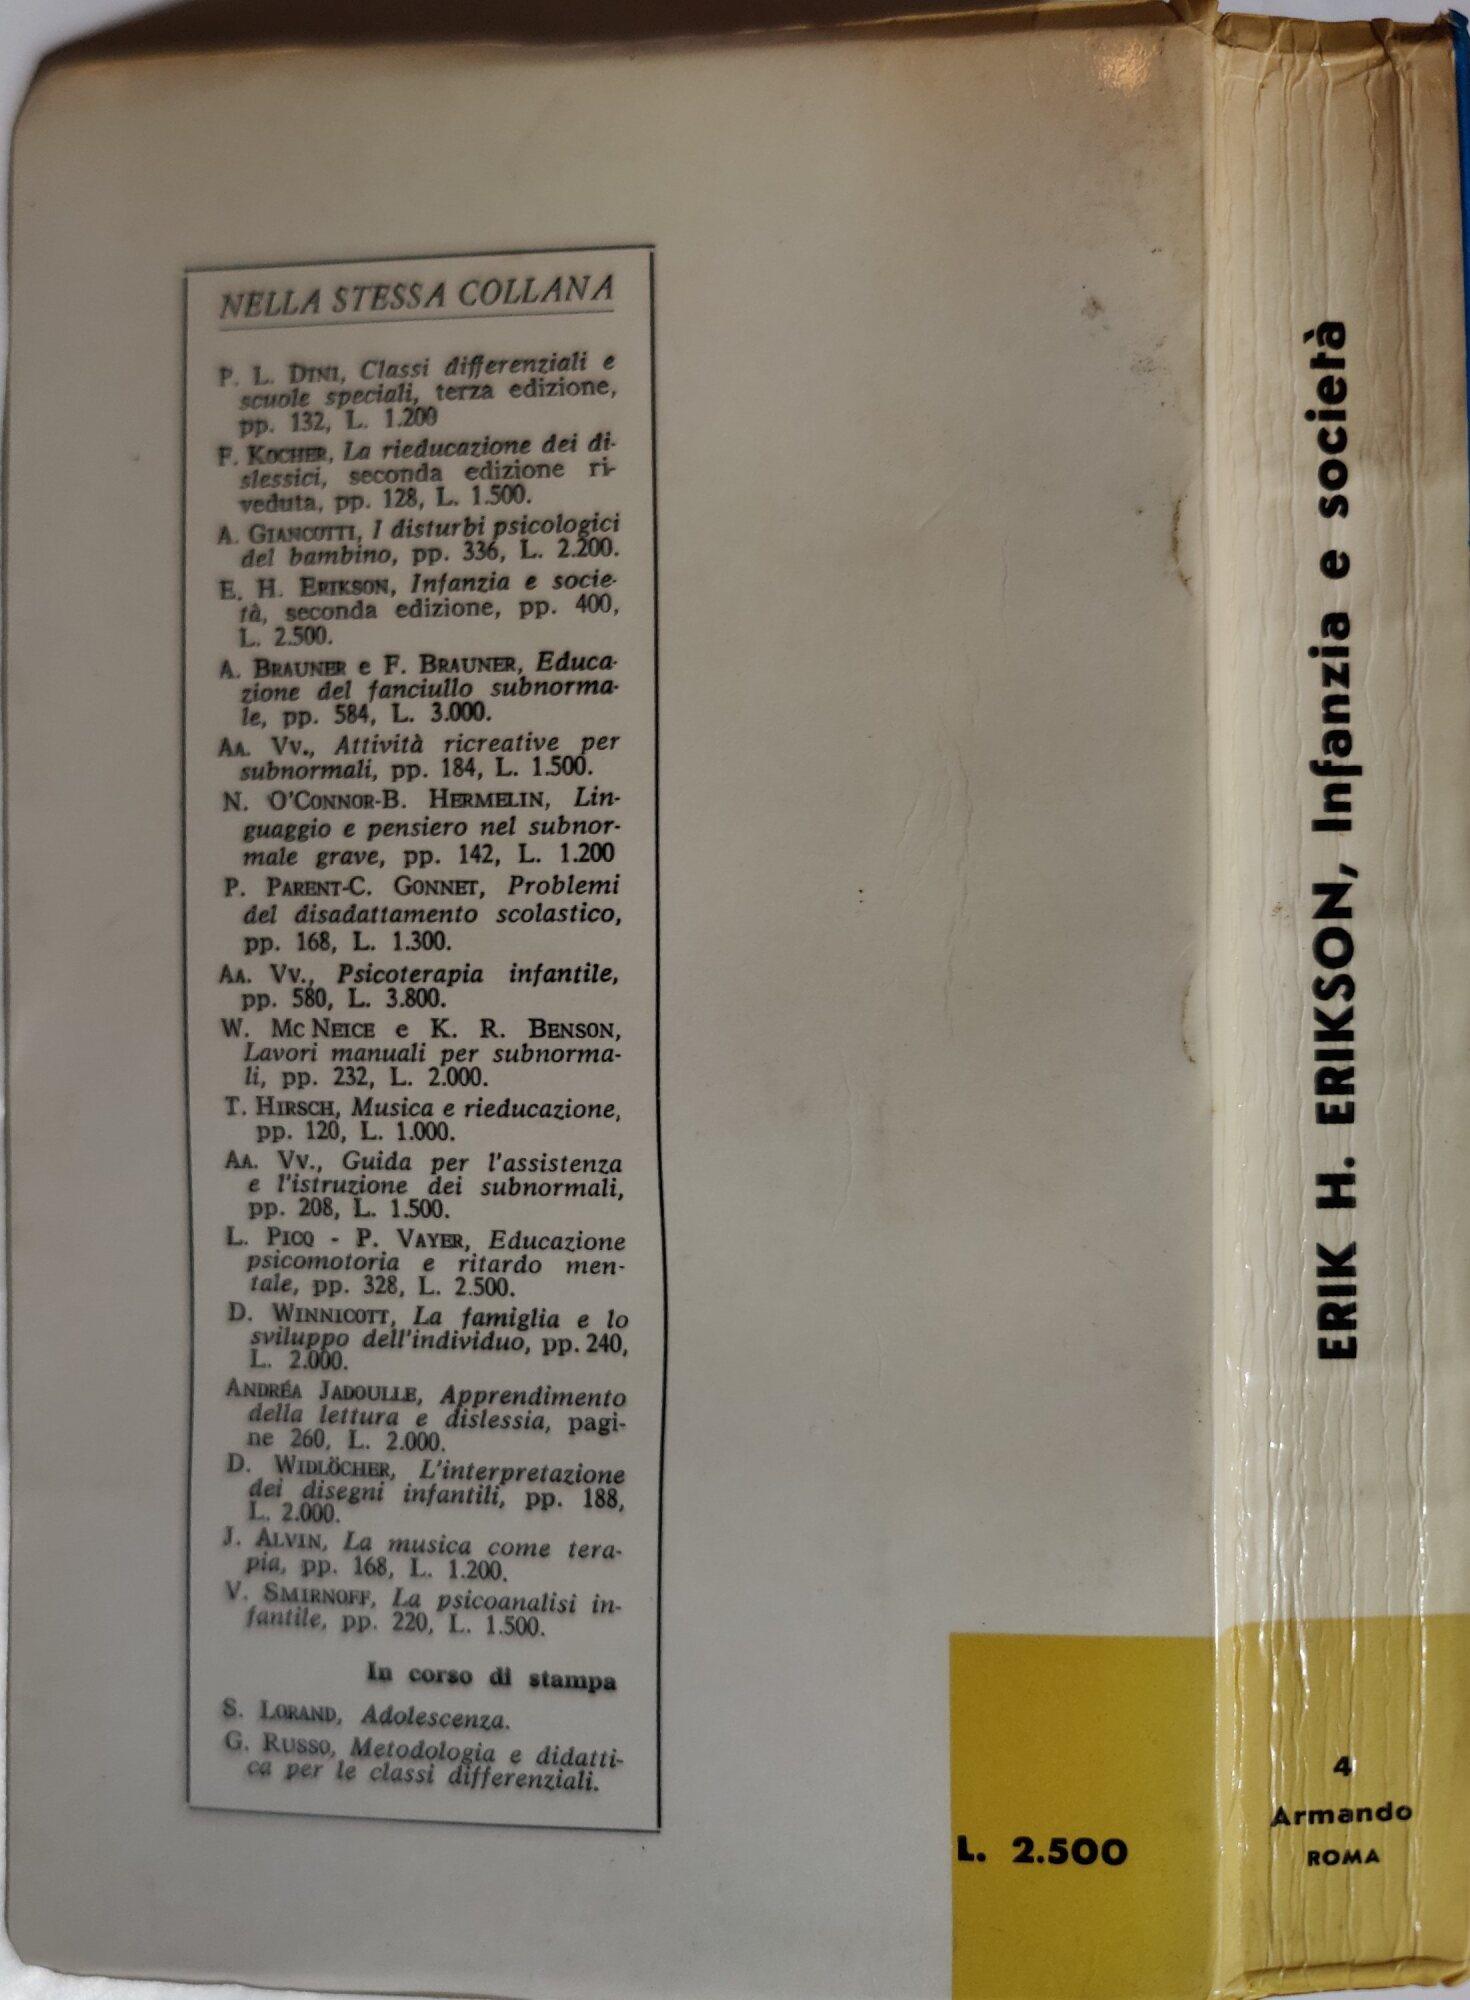 NELLA STESSA COLLANA
P. L. DINI, Classi differenziali e
scuole speciali, terza edizione,
pp. 132, L. 1.200
F. KOCHER, La rieducazione dei di-
slessici, seconda edizione ri-
veduta, pp. 128, L. 1.500.
A. GIANCOTTI, I disturbi psicologici
del bambino, pp. 336, L. 2.200.
E. H. ERIKSON, Infanzia e socie-
tà, seconda edizione, pp. 400,
L. 2.500.
A. BRAUNER e F. BRAUNER, Educa-
zione del fanciullo subnorma-
le, pp. 584, L. 3.000.
AA. VV., Attività ricreative per
subnormali, pp. 184, L. 1.500.
N. O'CONNOR-B. HERMELIN, Lin-
guaggio e pensiero nel subnor-
male grave, pp. 142, L. 1.200
P. PARENT-C. GONNET, Problemi
del disadattamento scolastico,
pp. 168, L. 1.300.
AA. VV., Psicoterapia infantile,
pp. 580, L. 3.800.
W. MC NEICE e K. R. BENSON,
Lavori manuali per subnorma-
li, pp. 232, L. 2.000.
T. HIRSCH, Musica e rieducazione,
pp. 120, L. 1.000.
AA. VV., Guida per l'assistenza
e l'istruzione dei subnormali,
pp. 208, L. 1.500.
L. PICQ - P. VAYER, Educazione
psicomotoria e ritardo men-
tale, pp. 328, L. 2.500.
D. WINNICOTT, La famiglia e lo
sviluppo dell'individuo, pp. 240,
L. 2.000.
ANDRÉA JADOULLE, Apprendimento
della lettura e dislessia, pagi-
ne 260, L. 2.000.
D. WIDLÖCHER, L'interpretazione
dei disegni infantili, pp. 188,
L. 2.000.
J. ALVIN, La musica come tera-
pia, pp. 168, L. 1.200.
V. SMIRNOFF, La psicoanalisi in-
fantile, pp. 220, L. 1.500.
In corso di stampa
S. LORAND, Adolescenza.
G. RUSSO, Metodologia e didatti-
ca per le classi differenziali.
L. 2.500
ERIK H. ERIKSON, Infanzia e società
4
Armando
ROMA